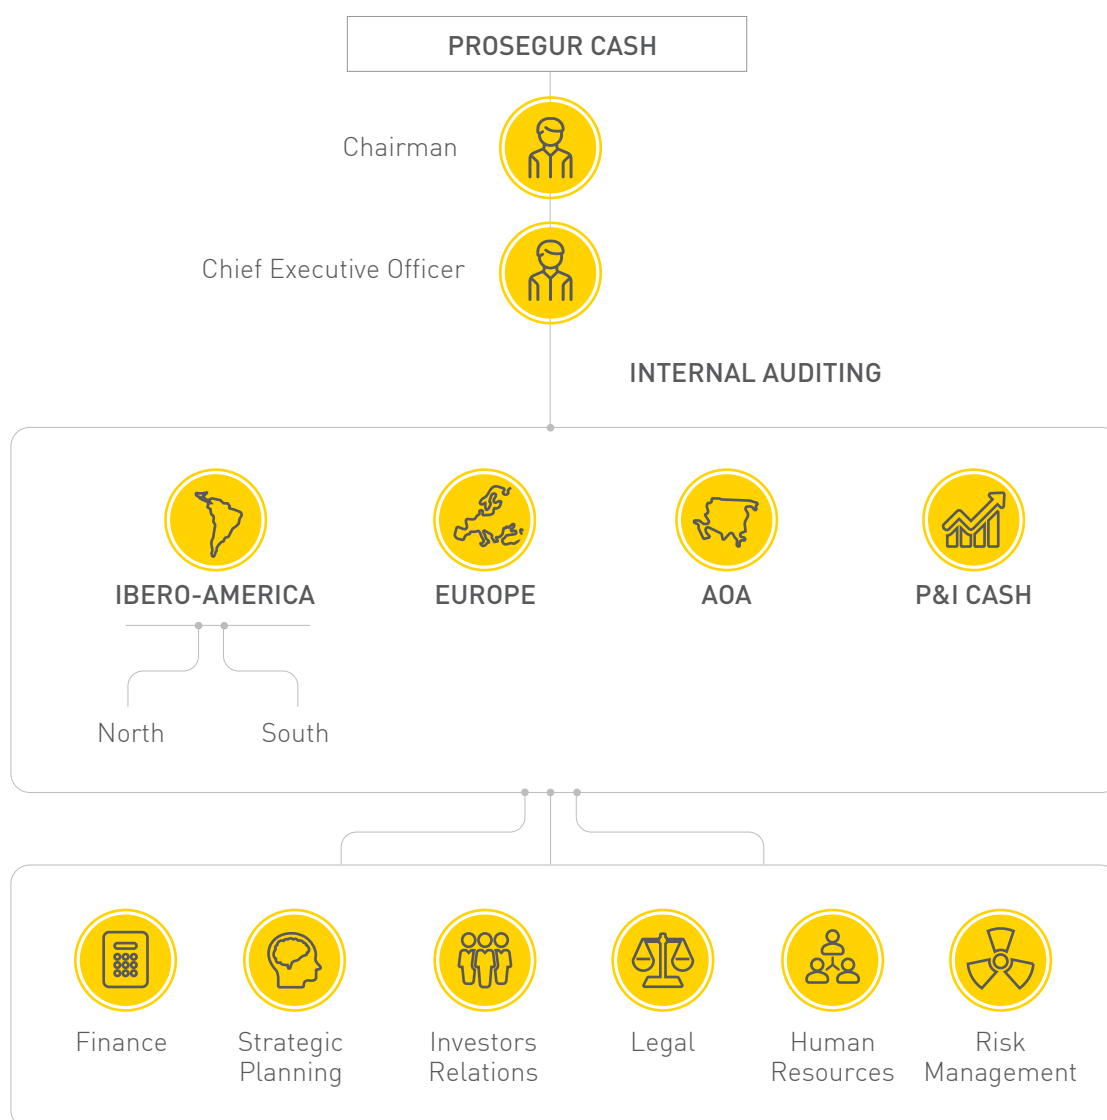 PROSEGUR CASH
Chairman
Chief Executive Officer
INTERNAL AUDITING
IBERO-AMERICA
EUROPE
AOA
P&I CASH
North
South
Finance
Strategic
Planning
Investors
Relations
Legal
Human
Resources
Risk
Management